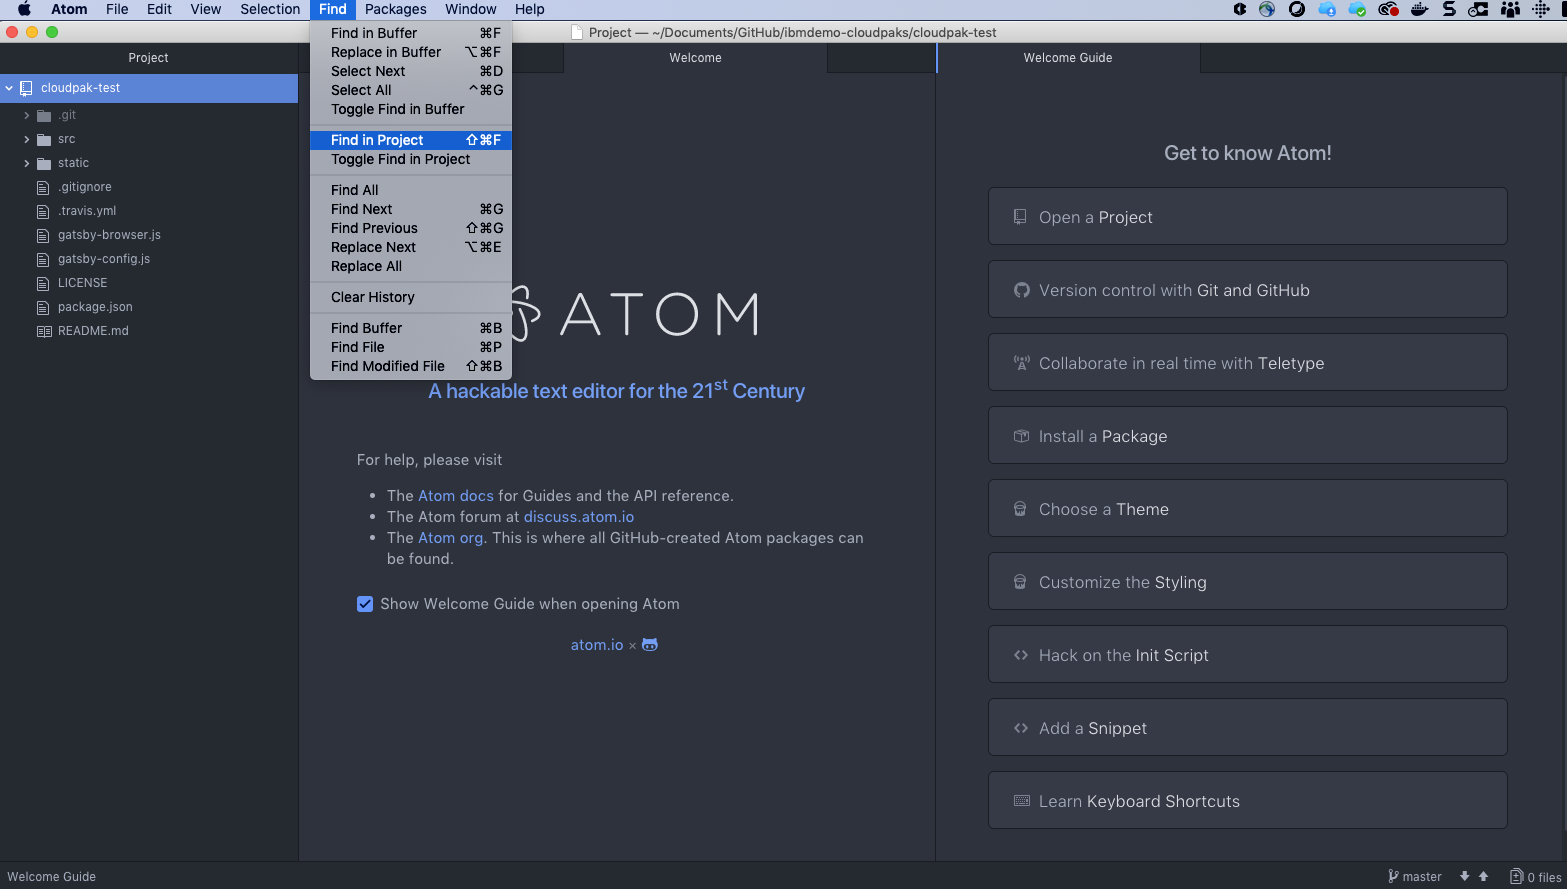 Atom File Edit View Selection Find Packages Window Help
Project — ~/Documents/GitHub/ibmdemo-cloudpaks/cloudpak-test
Project
cloudpak-test
.git
src
static
.gitignore
.travis.yml
gatsby-browser.js
gatsby-config.js
LICENSE
package.json
README.md
Find in Buffer ⌘F
Replace in Buffer ⌥⌘F
Select Next ⌘D
Select All ^⌘G
Toggle Find in Buffer
Find in Project ⇧⌘F
Toggle Find in Project
Find All
Find Next ⌘G
Find Previous ⇧⌘G
Replace Next ⌥⌘E
Replace All
Clear History
Find Buffer ⌘B
Find File ⌘P
Find Modified File ⇧⌘B
Welcome
ATOM
A hackable text editor for the 21st Century
For help, please visit
• The Atom docs for Guides and the API reference.
• The Atom forum at discuss.atom.io
• The Atom org. This is where all GitHub-created Atom packages can
be found.
Show Welcome Guide when opening Atom
atom.io ×
Welcome Guide
Get to know Atom!
Open a Project
Version control with Git and GitHub
Collaborate in real time with Teletype
Install a Package
Choose a Theme
Customize the Styling
Hack on the Init Script
Add a Snippet
Learn Keyboard Shortcuts
Welcome Guide
master
0 files